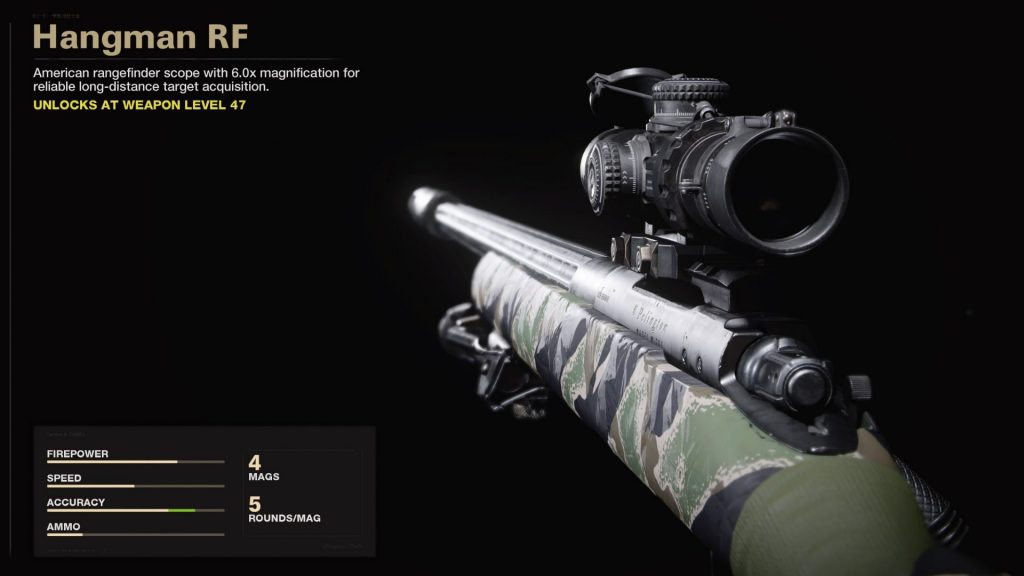 Hangman RF
American rangefinder scope with 6.0x magnification for
reliable long-distance target acquisition.
UNLOCKS AT WEAPON LEVEL 47
FIREPOWER
SPEED
ACCURACY
AMMO
4
MAGS
5
ROUNDS/MAG